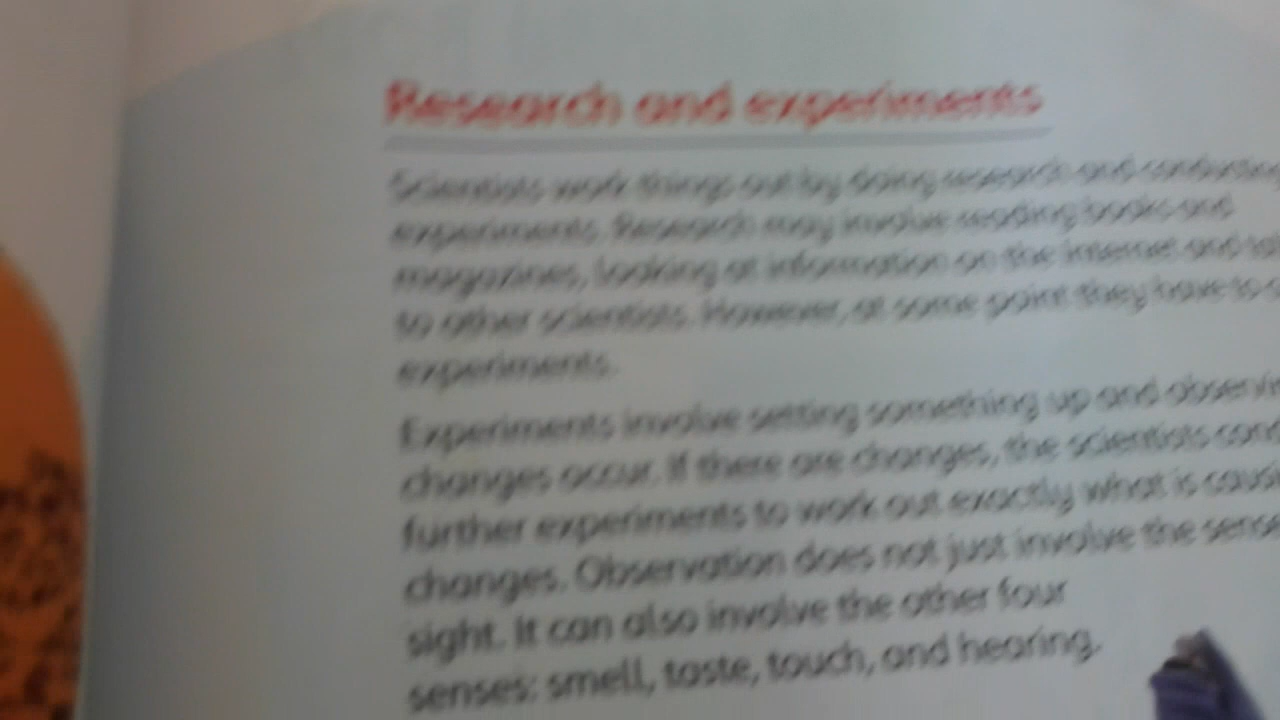 Research and experiments
Scientists work things out by doing research and conducting
experiments. Research may involve reading books and
magazines, looking at information on the internet and
to other scientists. However, at some point they have to
experiments.
Experiments involve setting something up and
changes occur. If there are changes, the scientists
further experiments to work out exactly what is
changes. Observation does not just involve the
sight. It can also involve the other four
senses: smell, taste, touch, and hearing.